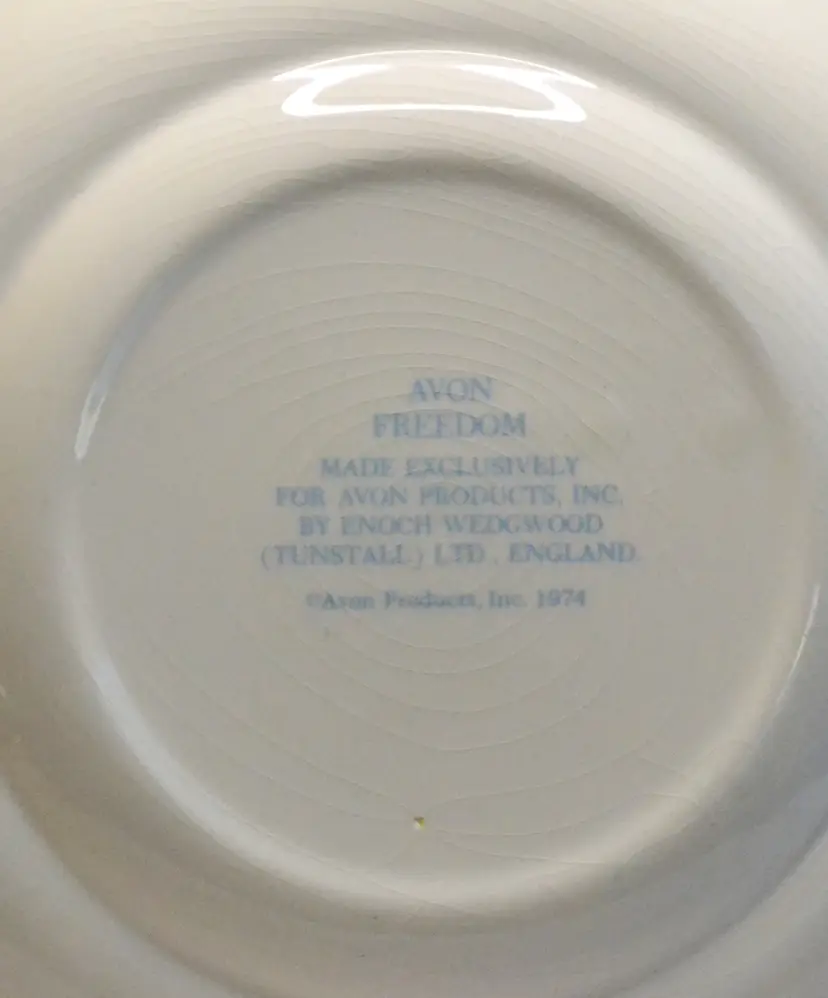 AVON
FREEDOM
MADE EXCLUSIVELY
FOR AVON PRODUCTS, INC.
BY ENOCH WEDGWOOD
(TUNSTALL) LTD., ENGLAND.
©Avon Products, Inc. 1974